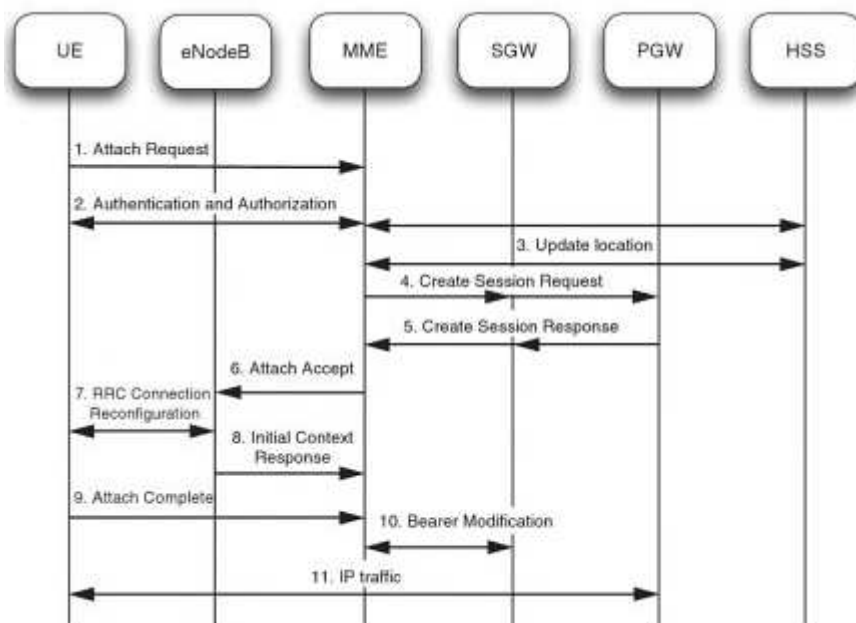 UE
eNodeB
MME
SGW
PGW
HSS
1. Attach Request
2. Authentication and Authorization
3. Update location
4. Create Session Request
5. Create Session Response
6. Attach Accept
7. RRC Connection
Reconfiguration
8. Initial Context
Response
9. Attach Complete
10. Bearer Modification
11. IP traffic